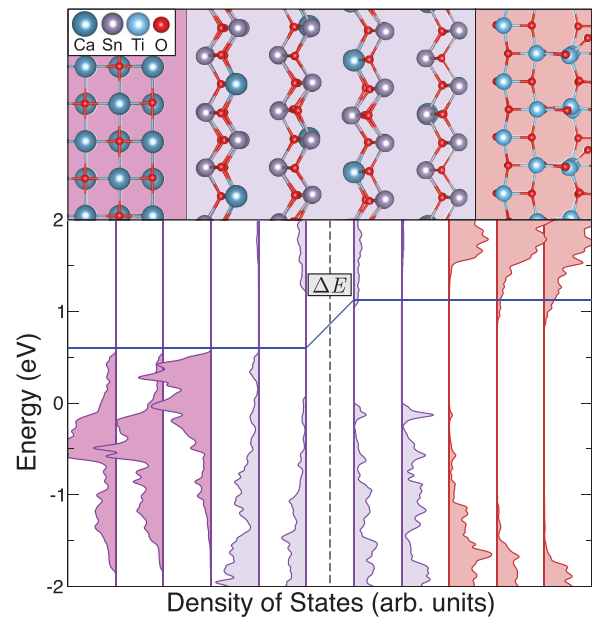 Ca Sn Ti O
ΔE
2
1
0
-1
-2
Energy (eV)
Density of States (arb. units)